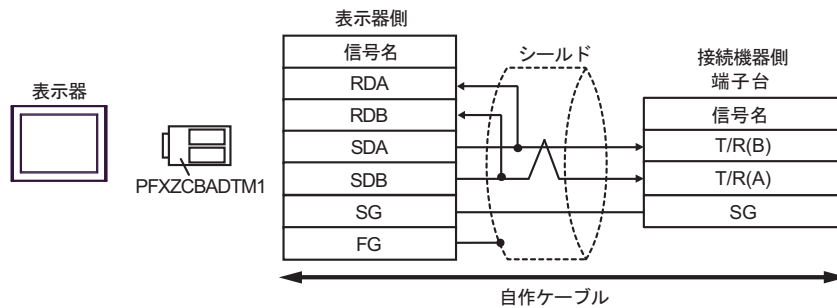 表示器
PFXZCBADTM1
表示器側
信号名
RDA
RDB
SDA
SDB
SG
FG
シールド
接続機器側
端子台
信号名
T/R(B)
T/R(A)
SG
自作ケーブル